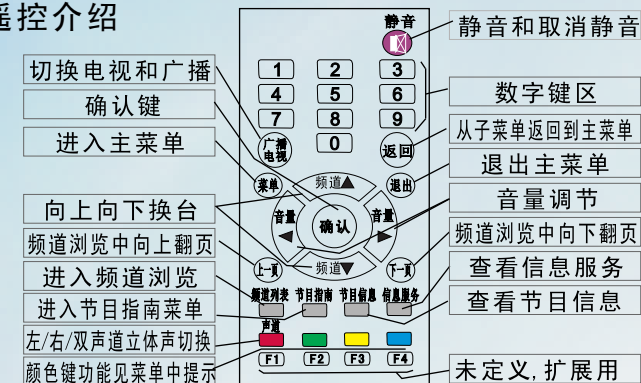 遥控介绍
切换电视和广播
确认键
进入主菜单
向上向下换台
频道浏览中向上翻页
进入频道浏览
进入节目指南菜单
左/右/双声道立体声切换
颜色键功能见菜单中提示
静音
1 2 3
4 5 6
7 8 9
广播
电视
0
返回
菜单
频道▲
退出
音量
◀
确认
音量
▶
上一页
频道▼
下一页
频道列表 节目指南 节目信息 信息服务
声道
F1 F2 F3 F4
静音和取消静音
数字键区
从子菜单返回到主菜单
退出主菜单
音量调节
频道浏览中向下翻页
查看信息服务
查看节目信息
未定义,扩展用